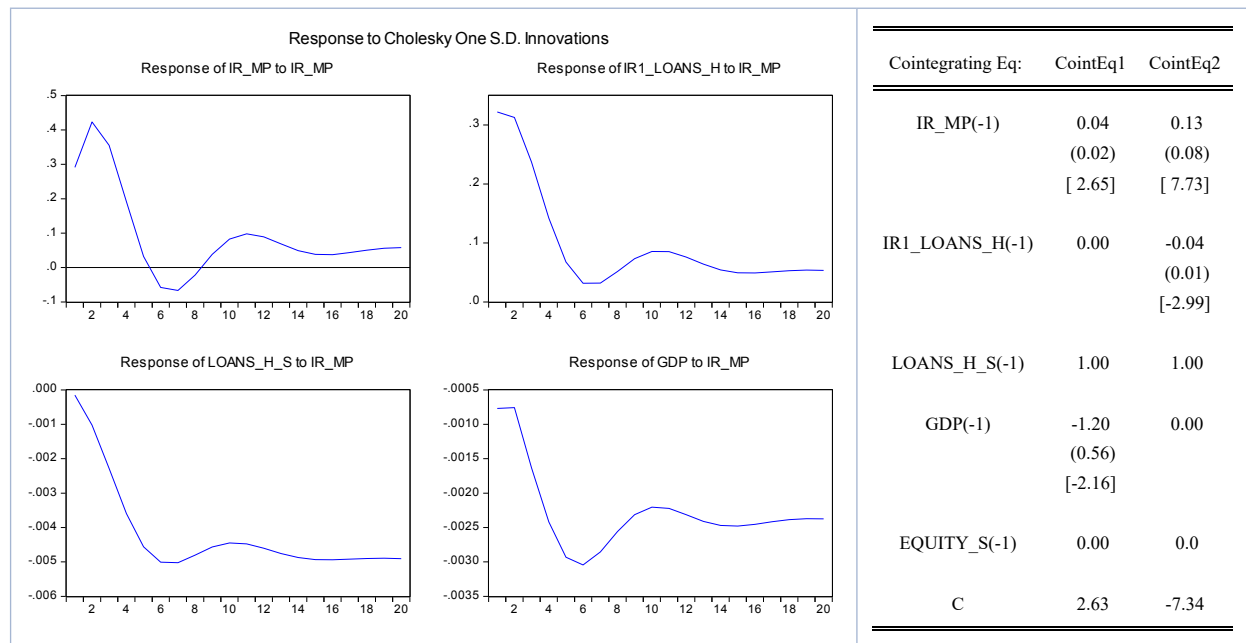 Response to Cholesky One S.D. Innovations
Response of IR_MP to IR_MP
.5
.4
.3
.2
.1
.0
-.1
2 4 6 8 10 12 14 16 18 20
Response of IR1_LOANS_H to IR_MP
.3
.2
.1
.0
2 4 6 8 10 12 14 16 18 20
Response of LOANS_H_S to IR_MP
.000
-.001
-.002
-.003
-.004
-.005
-.006
2 4 6 8 10 12 14 16 18 20
Response of GDP to IR_MP
-.0005
-.0010
-.0015
-.0020
-.0025
-.0030
-.0035
2 4 6 8 10 12 14 16 18 20
Cointegrating Eq: CointEq1 CointEq2
IR_MP(-1) 0.04 0.13
(0.02) (0.08)
[ 2.65] [ 7.73]
IR1_LOANS_H(-1) 0.00 -0.04
(0.01)
[-2.99]
LOANS_H_S(-1) 1.00 1.00
GDP(-1) -1.20 0.00
(0.56)
[-2.16]
EQUITY_S(-1) 0.00 0.0
C 2.63 -7.34